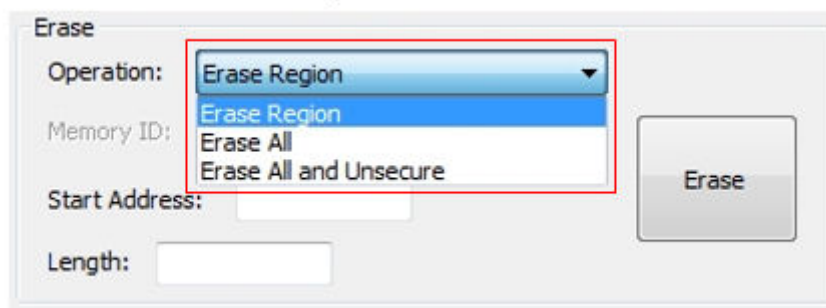 Erase
Operation: Erase Region
Erase Region
Memory ID:
Erase All
Erase All and Unsecure
Erase
Start Address:
Length: